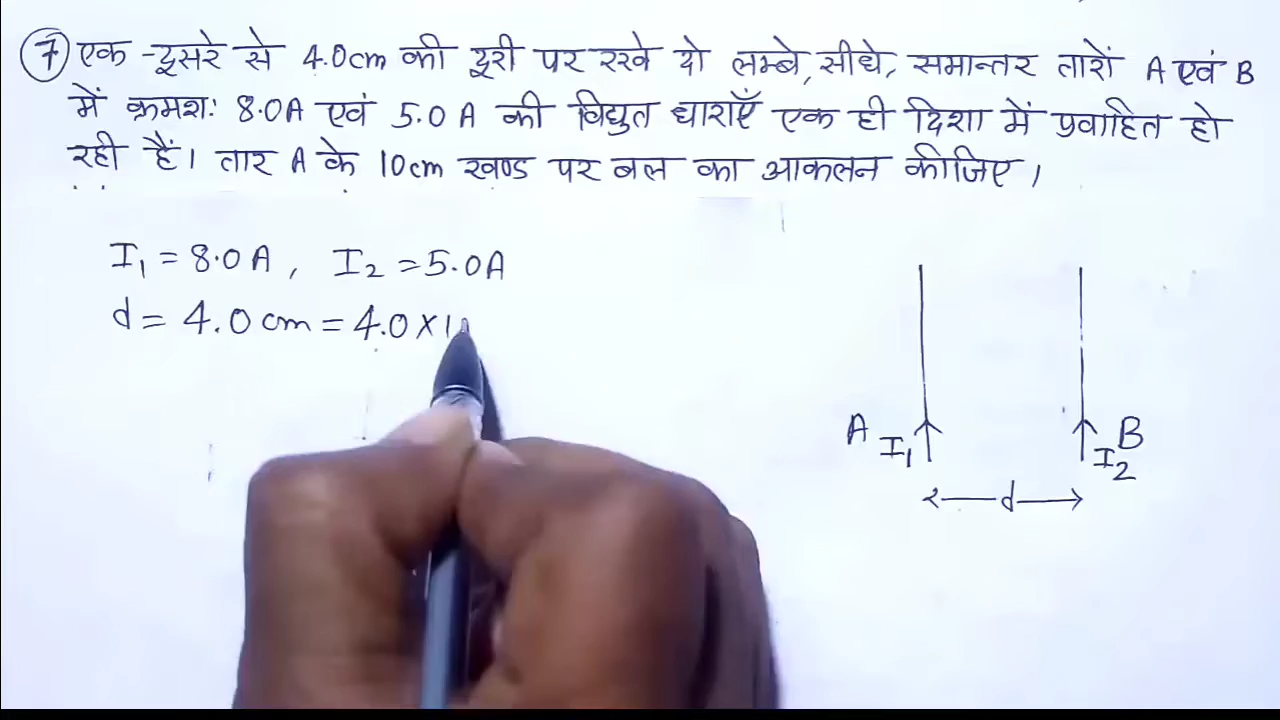 7 एक -दूसरे से 4.0cm की दूरी पर रखे दो लम्बे, सीधे, समान्तर तारों A एवं B
में क्रमशः 8.0A एवं 5.0 A की विद्युत धाराएँ एक ही दिशा में प्रवाहित हो
रही हैं। तार A के 10cm खण्ड पर बल का आकलन कीजिए।
I₁ = 8.0 A, I₂ = 5.0A
d = 4.0 cm = 4.0 × 1
A I₁ I₂ B
d